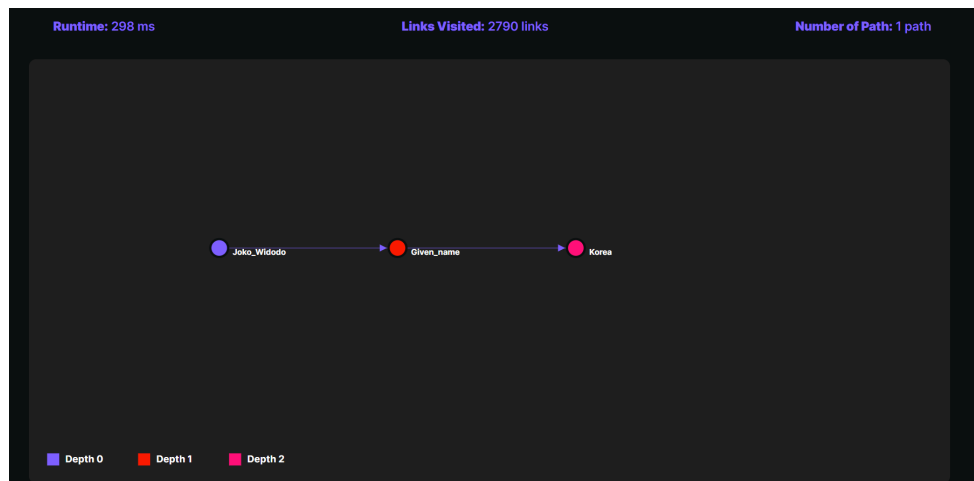 Runtime: 298 ms
Links Visited: 2790 links
Number of Path: 1 path
Joko_Widodo
Given_name
Korea
Depth 0
Depth 1
Depth 2